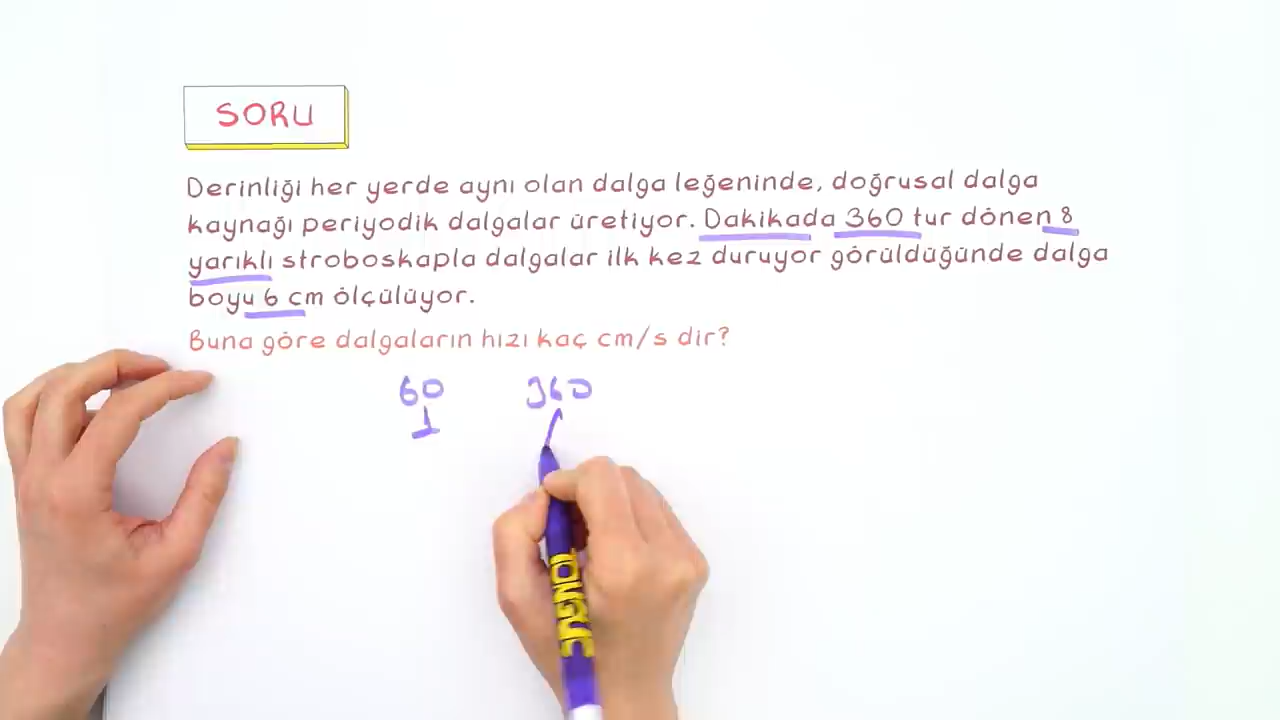 SORU
Derinliği her yerde aynı olan dalga leğeninde, doğrusal dalga
kaynağı periyodik dalgalar üretiyor. Dakikada 360 tur dönen 8
yarıklı stroboskapla dalgalar ilk kez duruyor görüldüğünde dalga
boyu 6 cm ölçülüyor.
Buna göre dalgaların hızı kaç cm/s dir?
60 360
1
TONGUÇ